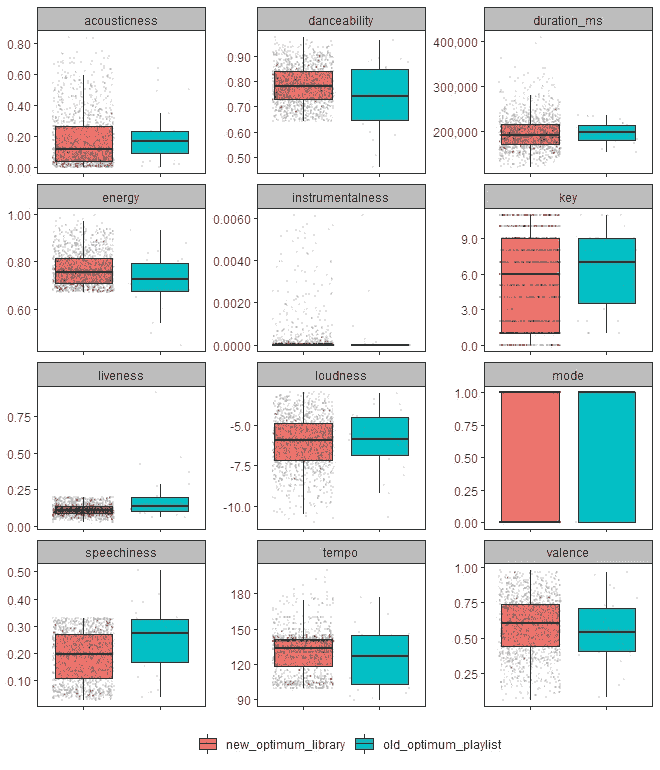 acousticness danceability duration_ms
0.80 0.60 0.40 0.20 0.00
0.90 0.80 0.70 0.60 0.50
400,000 300,000 200,000
energy instrumentalness key
1.00 0.80 0.60
0.0060 0.0040 0.0020 0.0000
9.0 6.0 3.0 0.0
liveness loudness mode
0.75 0.50 0.25 0.00
-5.0 -7.5 -10.0
1.00 0.75 0.50 0.25 0.00
speechiness tempo valence
0.50 0.40 0.30 0.20 0.10
180 150 120 90
1.00 0.75 0.50 0.25
new_optimum_library old_optimum_playlist